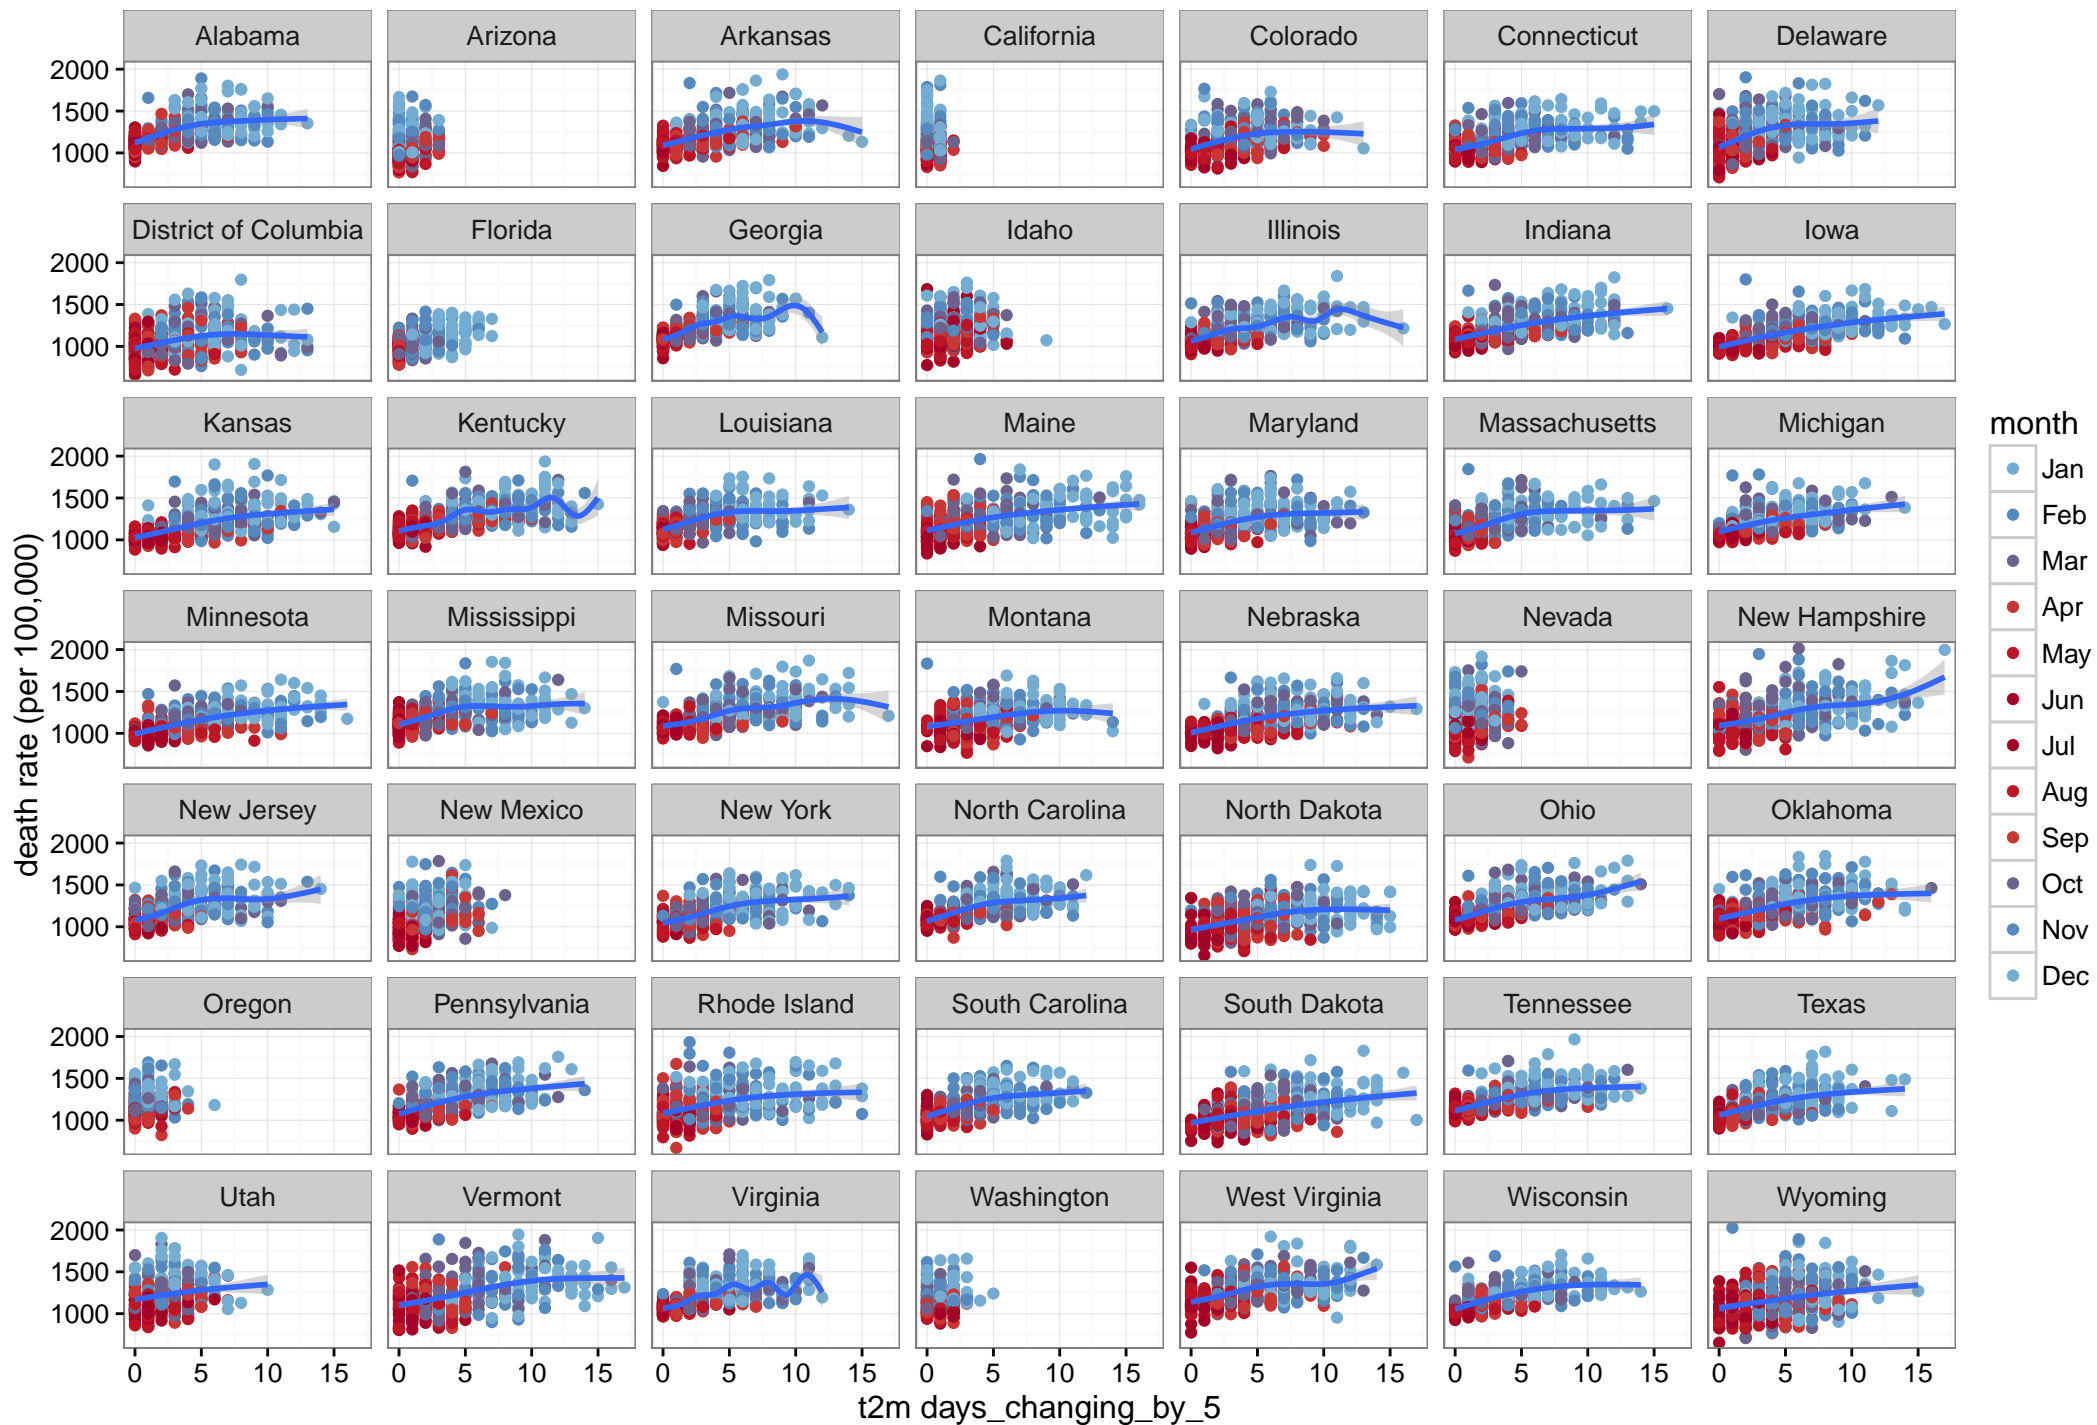 Alabama Arizona Arkansas California Colorado Connecticut Delaware
2000
1500
1000
District of Columbia Florida Georgia Idaho Illinois Indiana Iowa
2000
1500
1000
Kansas Kentucky Louisiana Maine Maryland Massachusetts Michigan
2000
1500
1000
Minnesota Mississippi Missouri Montana Nebraska Nevada New Hampshire
2000
1500
1000
New Jersey New Mexico New York North Carolina North Dakota Ohio Oklahoma
2000
1500
1000
Oregon Pennsylvania Rhode Island South Carolina South Dakota Tennessee Texas
2000
1500
1000
Utah Vermont Virginia Washington West Virginia Wisconsin Wyoming
2000
1500
1000
0 5 10 15 0 5 10 15 0 5 10 15 0 5 10 15 0 5 10 15 0 5 10 15 0 5 10 15
t2m days_changing_by_5
death rate (per 100,000)
month
Jan
Feb
Mar
Apr
May
Jun
Jul
Aug
Sep
Oct
Nov
Dec